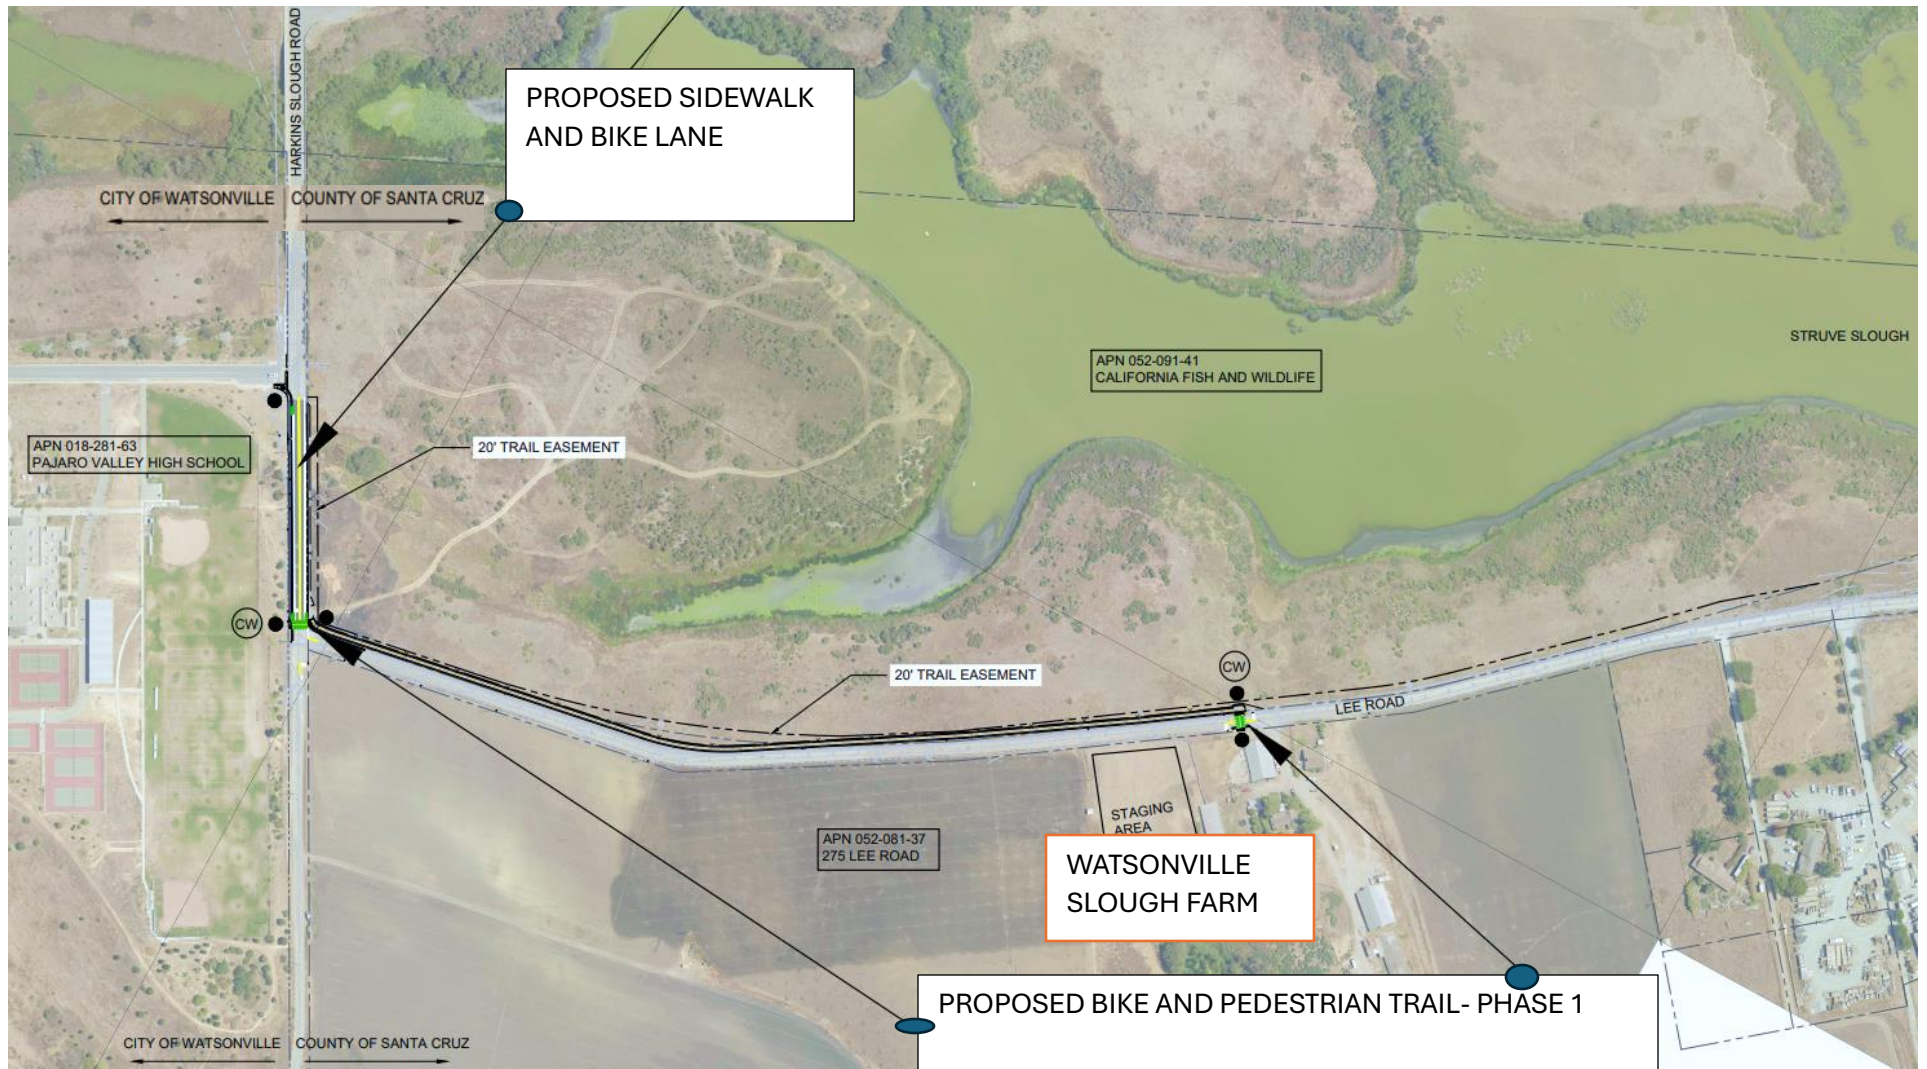 HARKINS SLOUGH ROAD
PROPOSED SIDEWALK
AND BIKE LANE
CITY OF WATSONVILLE
COUNTY OF SANTA CRUZ
STRUVE SLOUGH
APN 052-091-41
CALIFORNIA FISH AND WILDLIFE
APN 018-281-63
PAJARO VALLEY HIGH SCHOOL
20' TRAIL EASEMENT
CW
CW
20' TRAIL EASEMENT
LEE ROAD
STAGING
AREA
APN 052-081-37
275 LEE ROAD
WATSONVILLE
SLOUGH FARM
PROPOSED BIKE AND PEDESTRIAN TRAIL- PHASE 1
CITY OF WATSONVILLE
COUNTY OF SANTA CRUZ